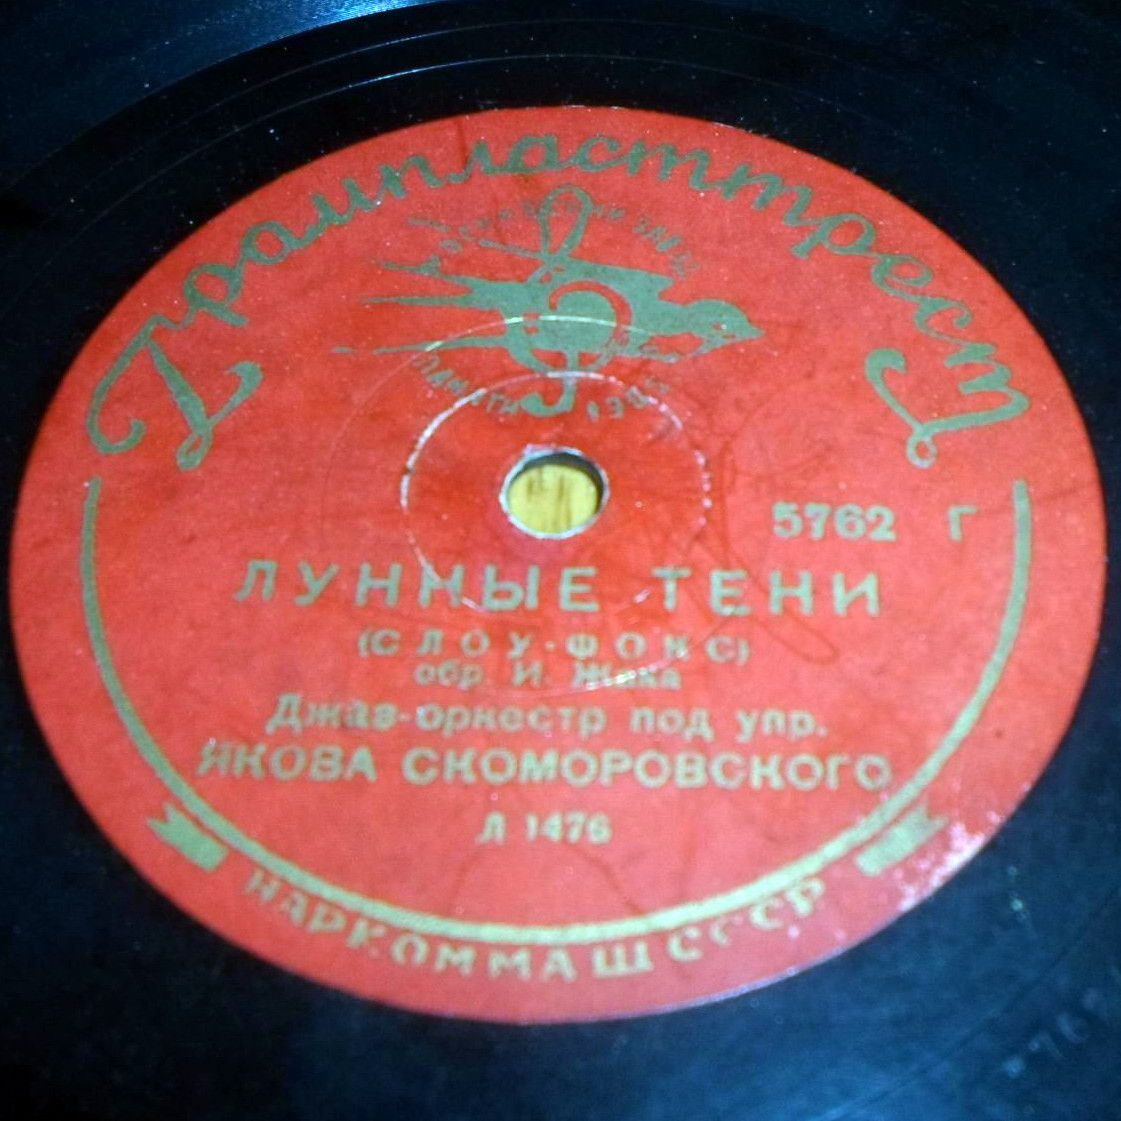 Грампласттрест
5762 Г
ЛУННЫЕ ТЕНИ
(СЛОУ-ФОКС)
обр. И. Жака
Джаз-оркестр под упр.
ЯКОВА СКОМОРОВСКОГО
Л 1476
НАРКОММАШ СССР